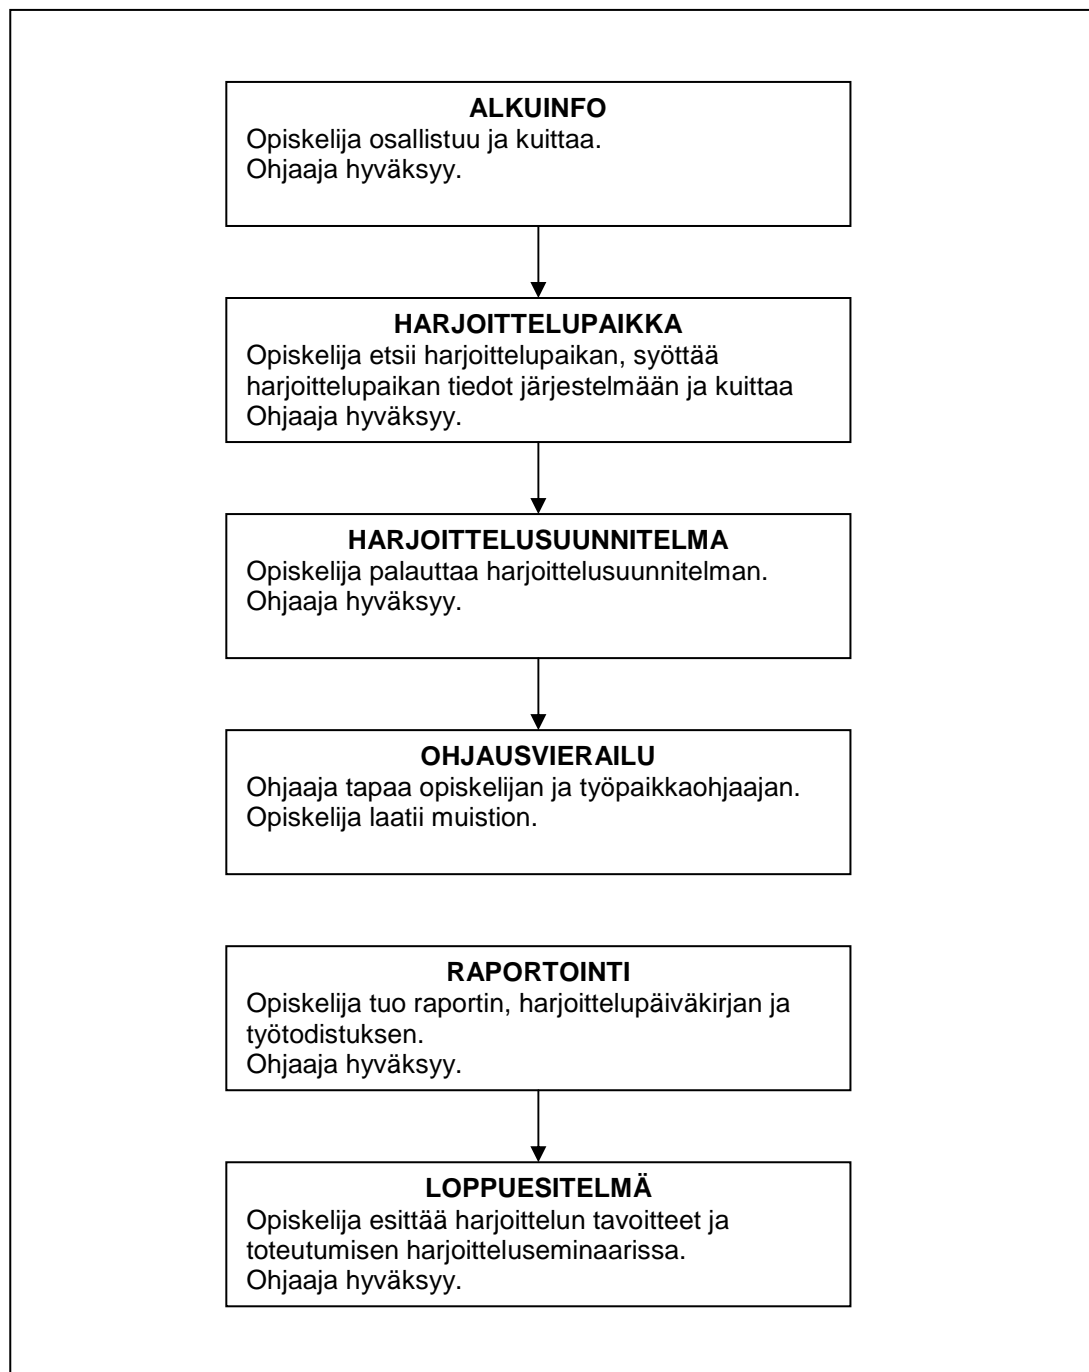 ALKUINFO
Opiskelija osallistuu ja kuittaa.
Ohjaaja hyväksyy.
HARJOITTELUPAIKKA
Opiskelija etsii harjoittelupaikan, syöttää
harjoittelupaikan tiedot järjestelmään ja kuittaa
Ohjaaja hyväksyy.
HARJOITTELUSUUNNITELMA
Opiskelija palauttaa harjoittelusuunnitelman.
Ohjaaja hyväksyy.
OHJAUSVIERAILU
Ohjaaja tapaa opiskelijan ja työpaikkaohjaajan.
Opiskelija laatii muistion.
RAPORTOINTI
Opiskelija tuo raportin, harjoittelupäiväkirjan ja
työtodistuksen.
Ohjaaja hyväksyy.
LOPPUESITELMÄ
Opiskelija esittää harjoittelun tavoitteet ja
toteutumisen harjoitteluseminaarissa.
Ohjaaja hyväksyy.